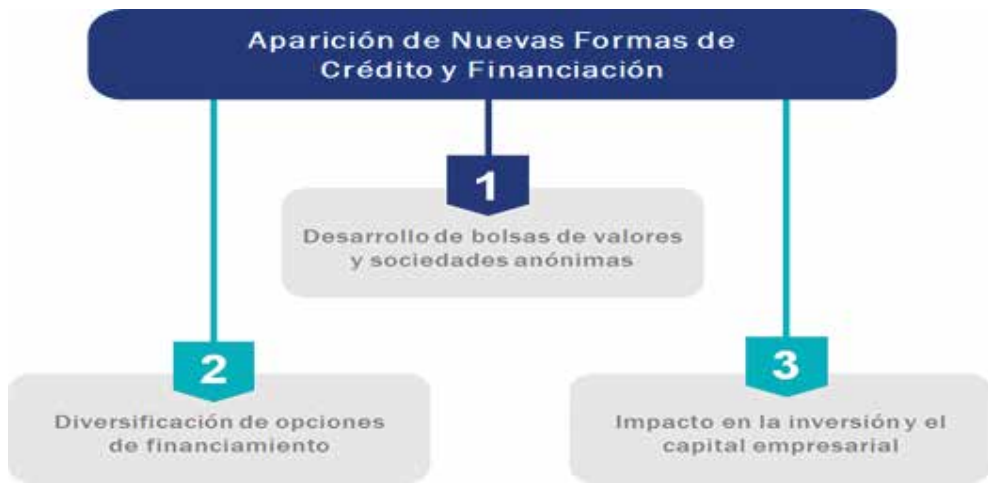 Aparición de Nuevas Formas de
Crédito y Financiación
1
Desarrollo de bolsas de valores
y sociedades anónimas
2
Diversificación de opciones
de financiamiento
3
Impacto en la inversión y el
capital empresarial